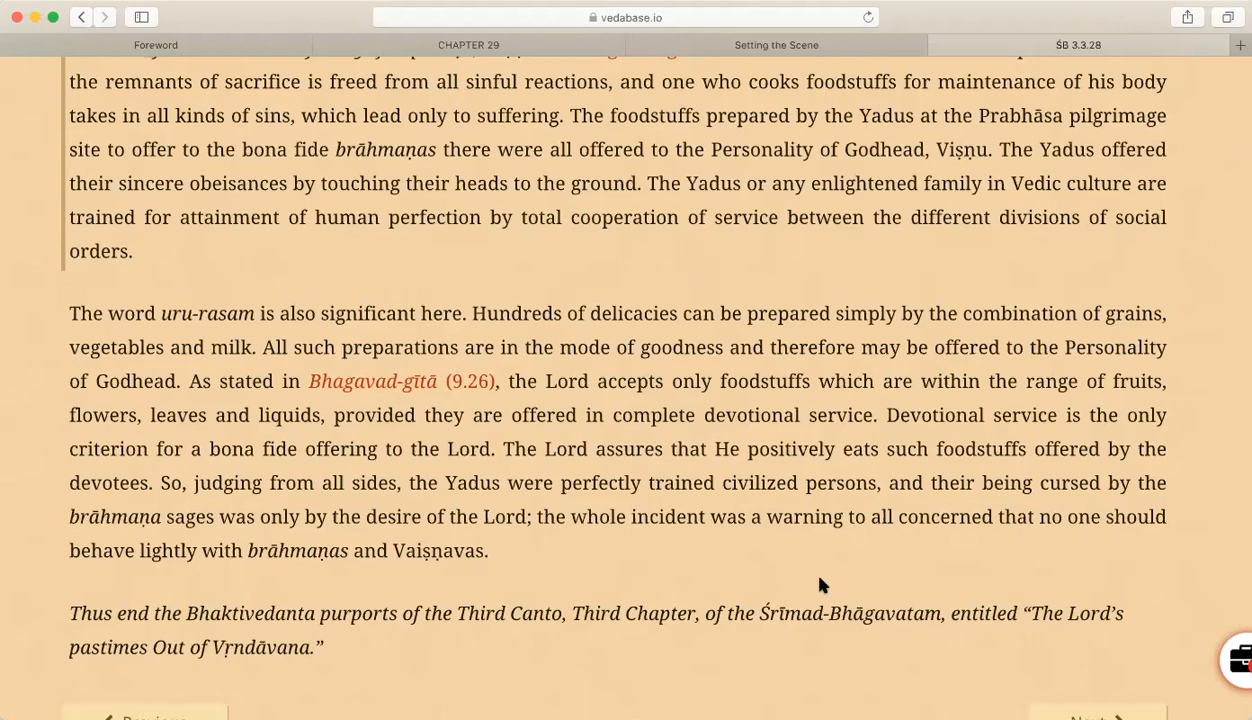 vedabase.io
Foreword
CHAPTER 29
Setting the Scene
ŚB 3.3.28
the remnants of sacrifice is freed from all sinful reactions, and one who cooks foodstuffs for maintenance of his body
takes in all kinds of sins, which lead only to suffering. The foodstuffs prepared by the Yadus at the Prabhāsa pilgrimage
site to offer to the bona fide brāhmaṇas there were all offered to the Personality of Godhead, Viṣṇu. The Yadus offered
their sincere obeisances by touching their heads to the ground. The Yadus or any enlightened family in Vedic culture are
trained for attainment of human perfection by total cooperation of service between the different divisions of social
orders.
The word uru-rasam is also significant here. Hundreds of delicacies can be prepared simply by the combination of grains,
vegetables and milk. All such preparations are in the mode of goodness and therefore may be offered to the Personality
of Godhead. As stated in Bhagavad-gītā (9.26), the Lord accepts only foodstuffs which are within the range of fruits,
flowers, leaves and liquids, provided they are offered in complete devotional service. Devotional service is the only
criterion for a bona fide offering to the Lord. The Lord assures that He positively eats such foodstuffs offered by the
devotees. So, judging from all sides, the Yadus were perfectly trained civilized persons, and their being cursed by the
brāhmaṇa sages was only by the desire of the Lord; the whole incident was a warning to all concerned that no one should
behave lightly with brāhmaṇas and Vaiṣṇavas.
Thus end the Bhaktivedanta purports of the Third Canto, Third Chapter, of the Śrīmad-Bhāgavatam, entitled “The Lord’s
pastimes Out of Vṛndāvana.”
Previous
Next